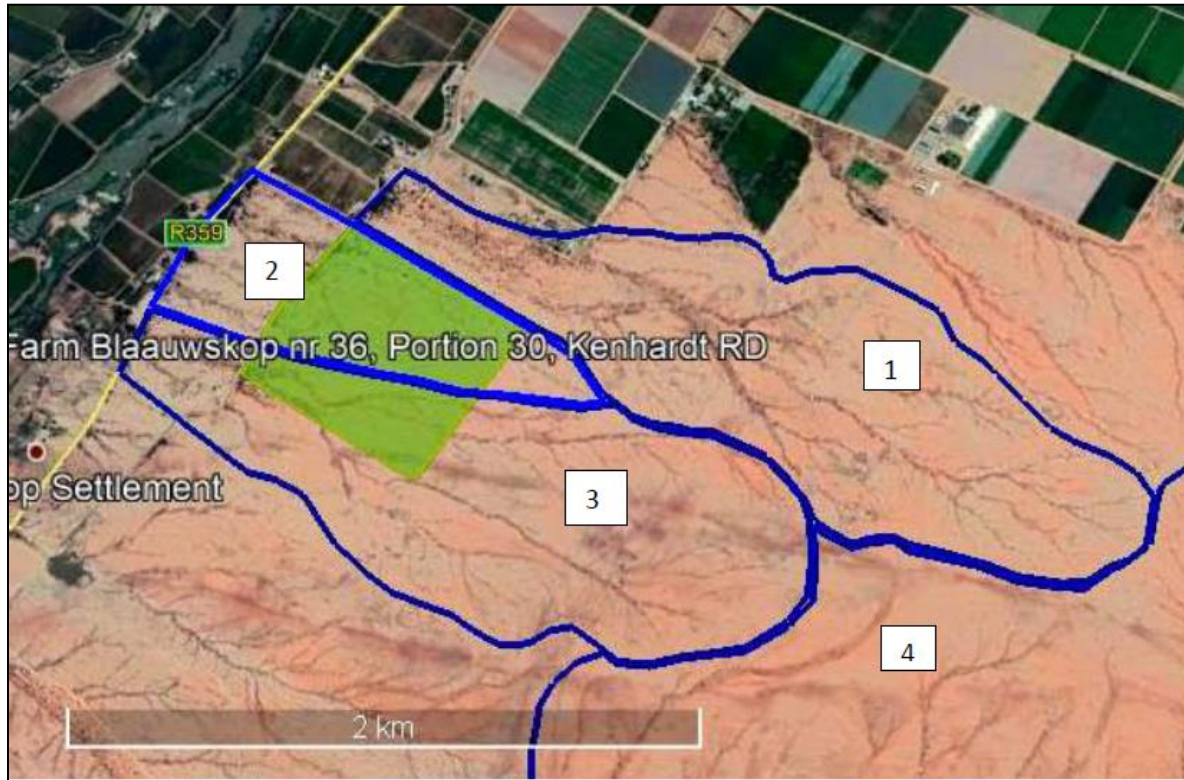 R359
2
Farm Blaauwskop nr 36, Portion 30, Kenhardt RD
1
op Settlement
3
4
2 km